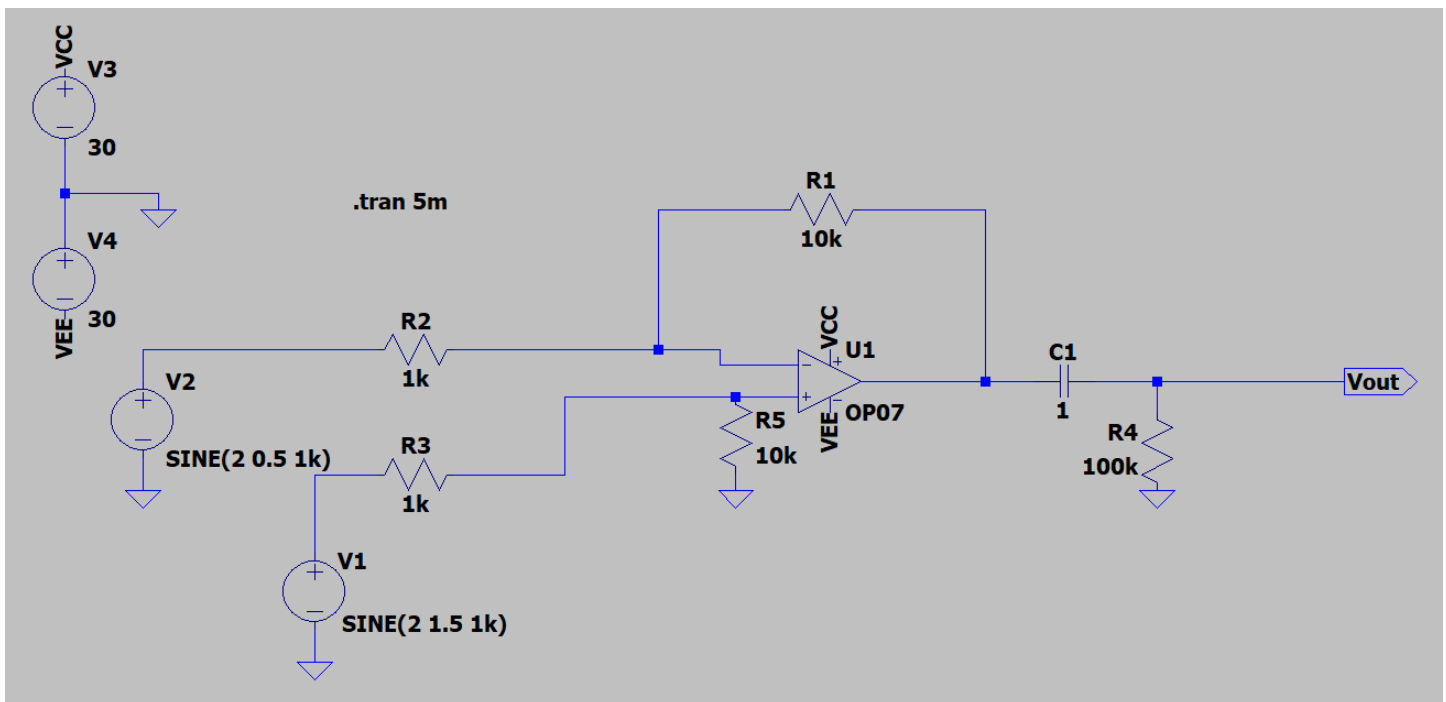 VCC
V3
30
.tran 5m
V4
30
VEE
R1
10k
R2
1k
V2
SINE(2 0.5 1k)
VCC
U1
OP07
VEE
R5
10k
R3
1k
V1
SINE(2 1.5 1k)
C1
1
R4
100k
Vout